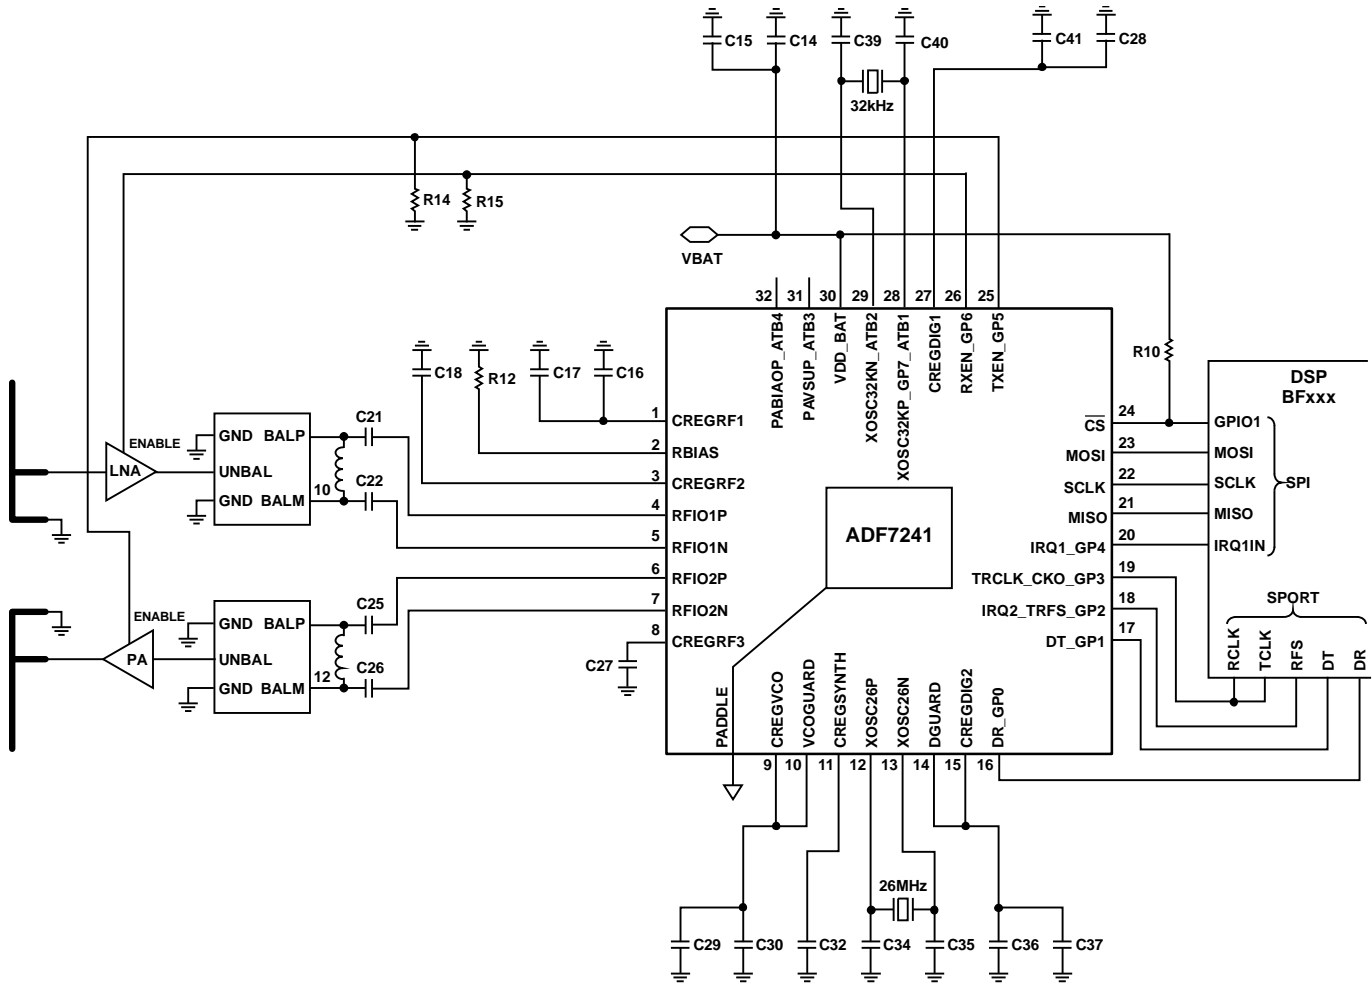 C15 C14 C39 C40 C41 C28
32kHz
R14 R15
VBAT
32 31 30 29 28 27 26 25
PABIAOP_ATB4
PAVSUP_ATB3
VDD_BAT
XOSC32KN_ATB2
XOSC32KP_GP7_ATB1
CREGDIG1
RXEN_GP6
TXEN_GP5
R10
C18 R12 C17 C16
DSP
BFxxx
1 CREGRF1
2 RBIAS
3 CREGRF2
4 RFIO1P
5 RFIO1N
6 RFIO2P
7 RFIO2N
8 CREGRF3
24 CS
23 MOSI
22 SCLK
21 MISO
20 IRQ1_GP4
19 TRCLK_CKO_GP3
18 IRQ2_TRFS_GP2
17 DT_GP1
GPIO1
MOSI
SCLK
MISO
IRQ1IN
SPI
SPORT
RCLK
TCLK
RFS
DT
DR
ENABLE
LNA
GND BALP
UNBAL
GND BALM
10
C21
C22
ADF7241
ENABLE
PA
GND BALP
UNBAL
GND BALM
12
C25
C26
C27
PADDLE
CREGVCO
VCOGUARD
CREGSYNTH
XOSC26P
XOSC26N
DGUARD
CREGDIG2
DR_GP0
9 10 11 12 13 14 15 16
26MHz
C29 C30 C32 C34 C35 C36 C37